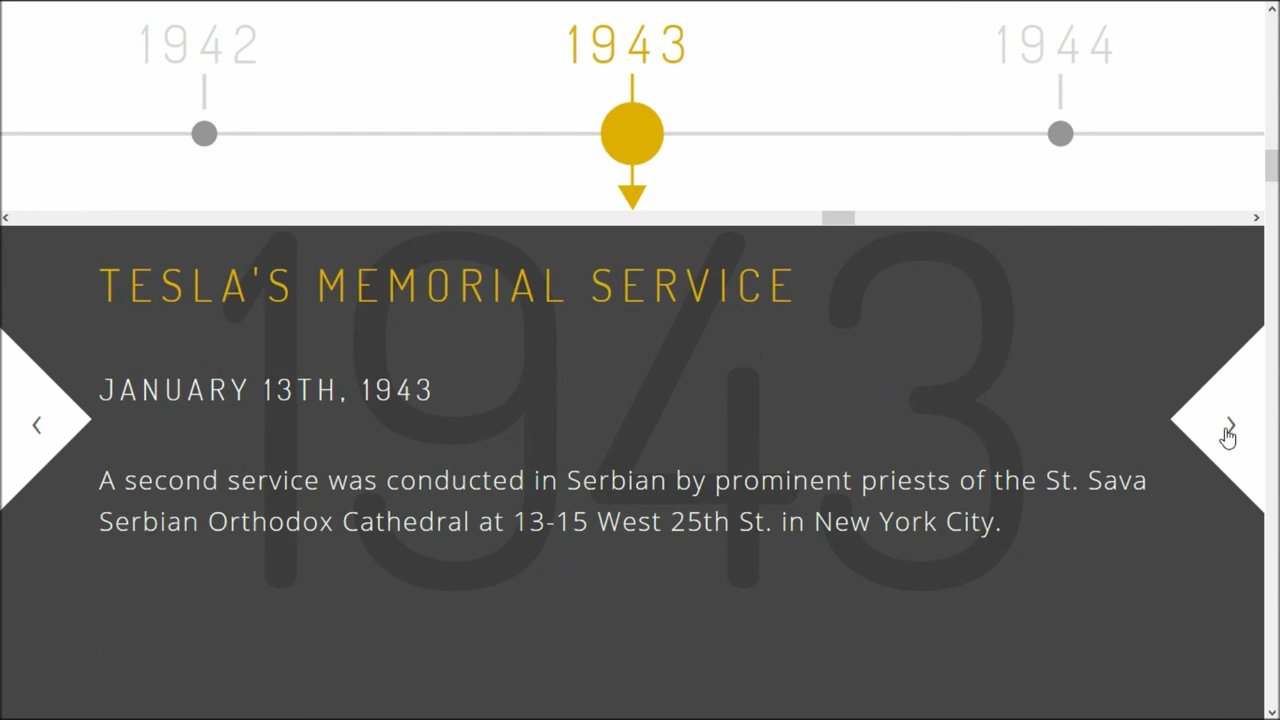 1942 1943 1944
1943
TESLA'S MEMORIAL SERVICE
JANUARY 13TH, 1943
A second service was conducted in Serbian by prominent priests of the St. Sava
Serbian Orthodox Cathedral at 13-15 West 25th St. in New York City.